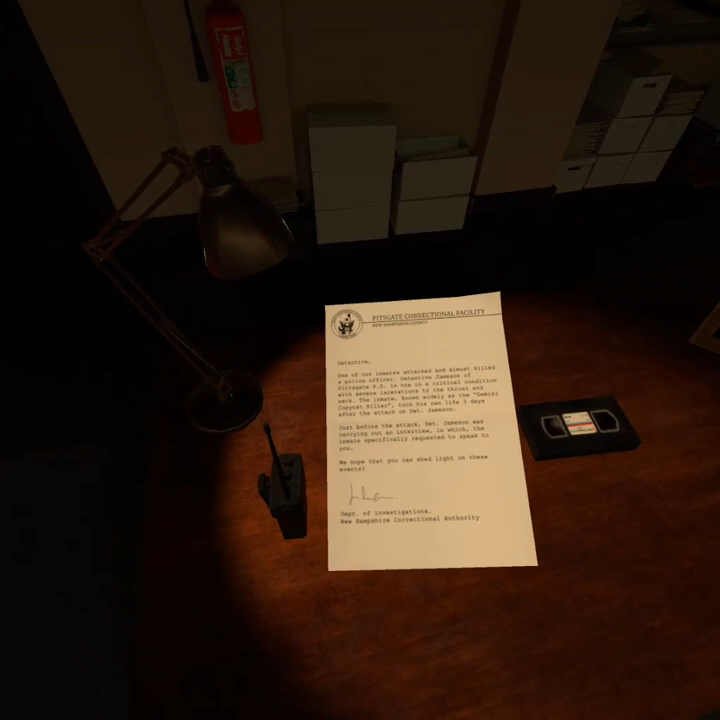 PITSGATE CORRECTIONAL FACILITY
NEW HAMPSHIRE COUNTY
Detective,
One of our inmates attacked and almost killed
a police officer. Detective Jameson of
Pittsgate P.D. is now in a critical condition
with severe lacerations to the throat and
neck. The inmate, known widely as the "Gemini
Copycat Killer", took his own life 3 days
after the attack on Det. Jameson.
Just before the attack, Det. Jameson was
carrying out an interview, in which, the
inmate specifically requested to speak to
you.
We hope that you can shed light on these
events?
Dept. of investigations.
New Hampshire Correctional Authority